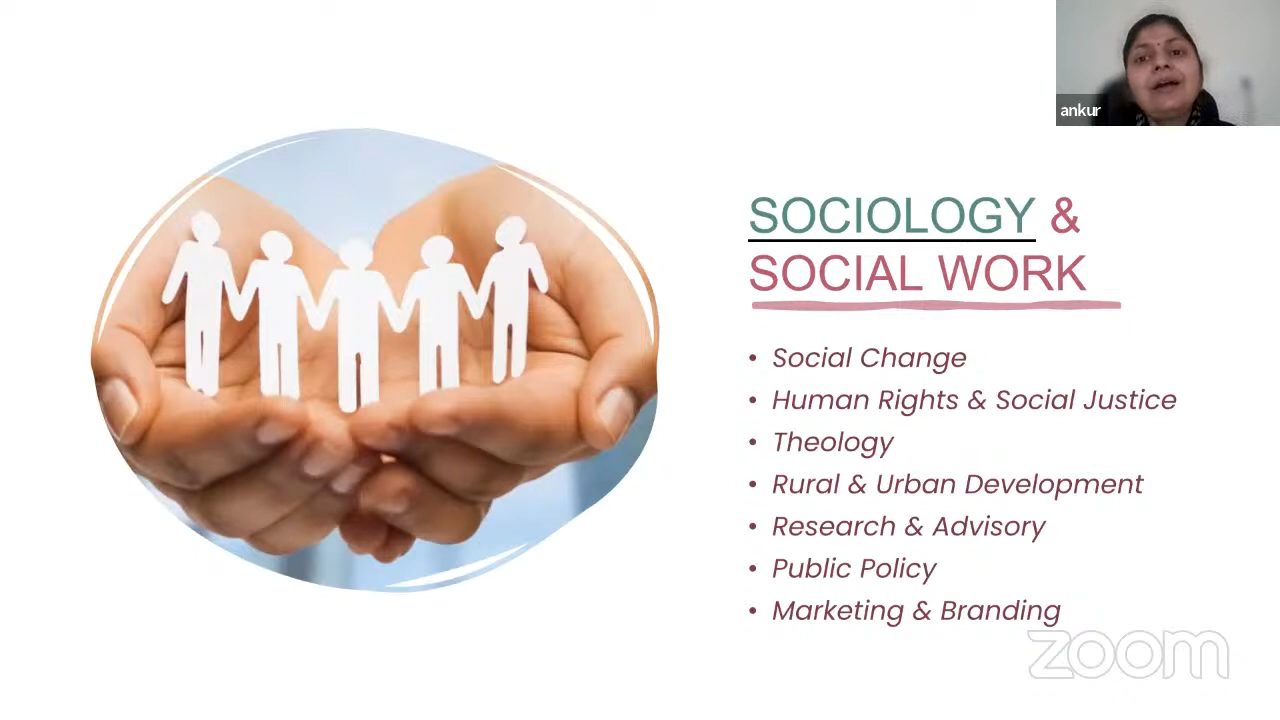 ankur
SOCIOLOGY &
SOCIAL WORK
• Social Change
• Human Rights & Social Justice
• Theology
• Rural & Urban Development
• Research & Advisory
• Public Policy
• Marketing & Branding
zoom